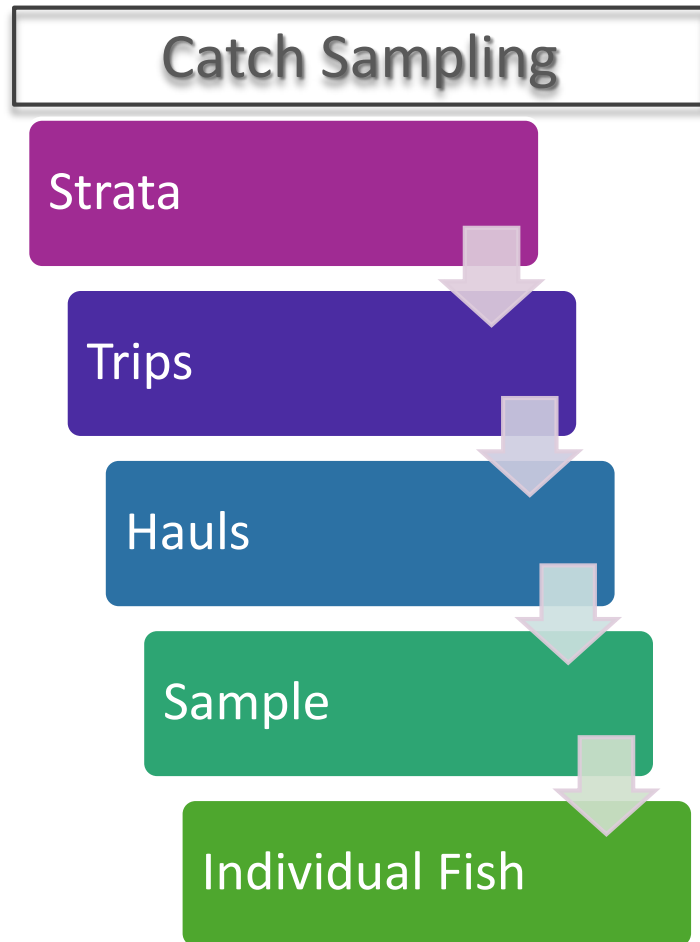 Catch Sampling
Strata
Trips
Hauls
Sample
Individual Fish